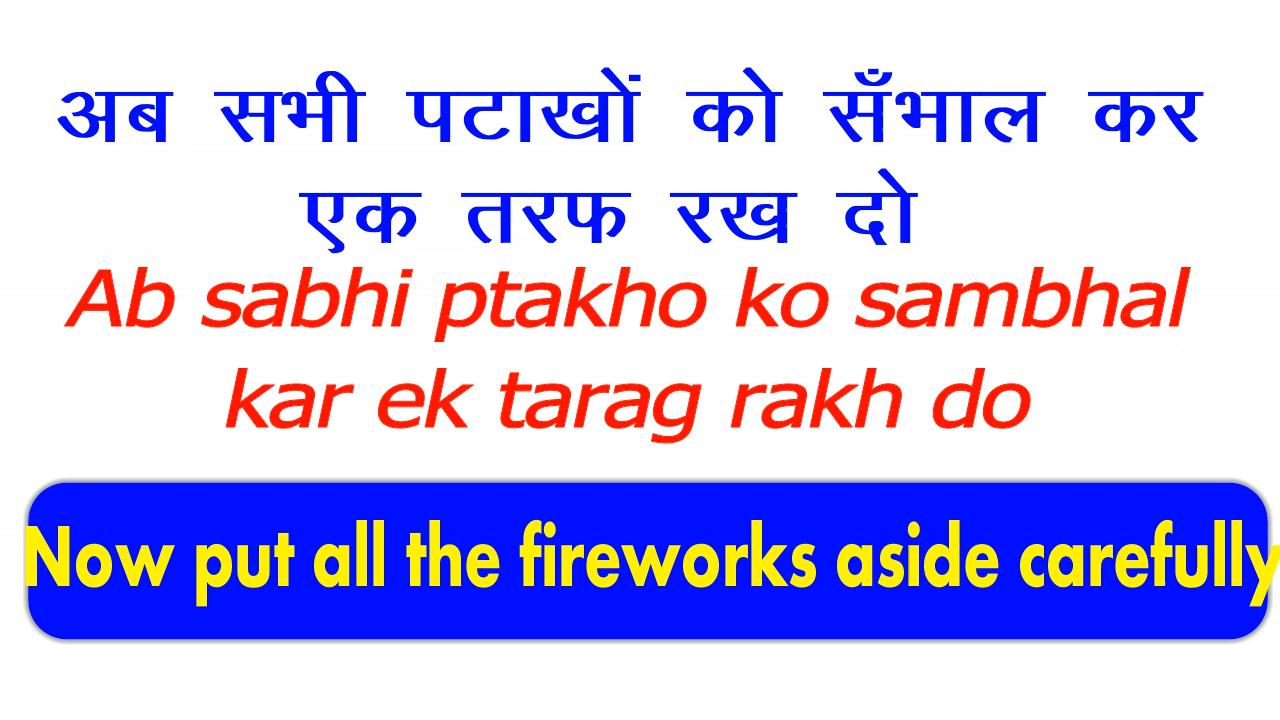 अब सभी पटाखों को सँभाल कर
एक तरफ रख दो
Ab sabhi ptakho ko sambhal
kar ek tarag rakh do
Now put all the fireworks aside carefully